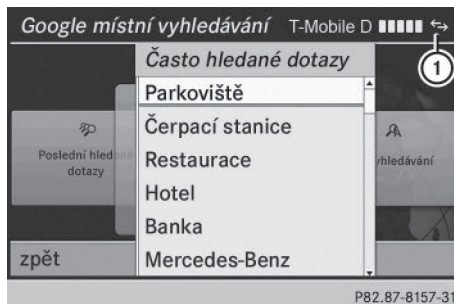 Google místní vyhledávání T-Mobile D
1
Často hledané dotazy
Parkoviště
Čerpací stanice
Restaurace
Hotel
Banka
Mercedes-Benz
Poslední hled
dotazy
vyhledávání
zpět
P82.87-8157-31